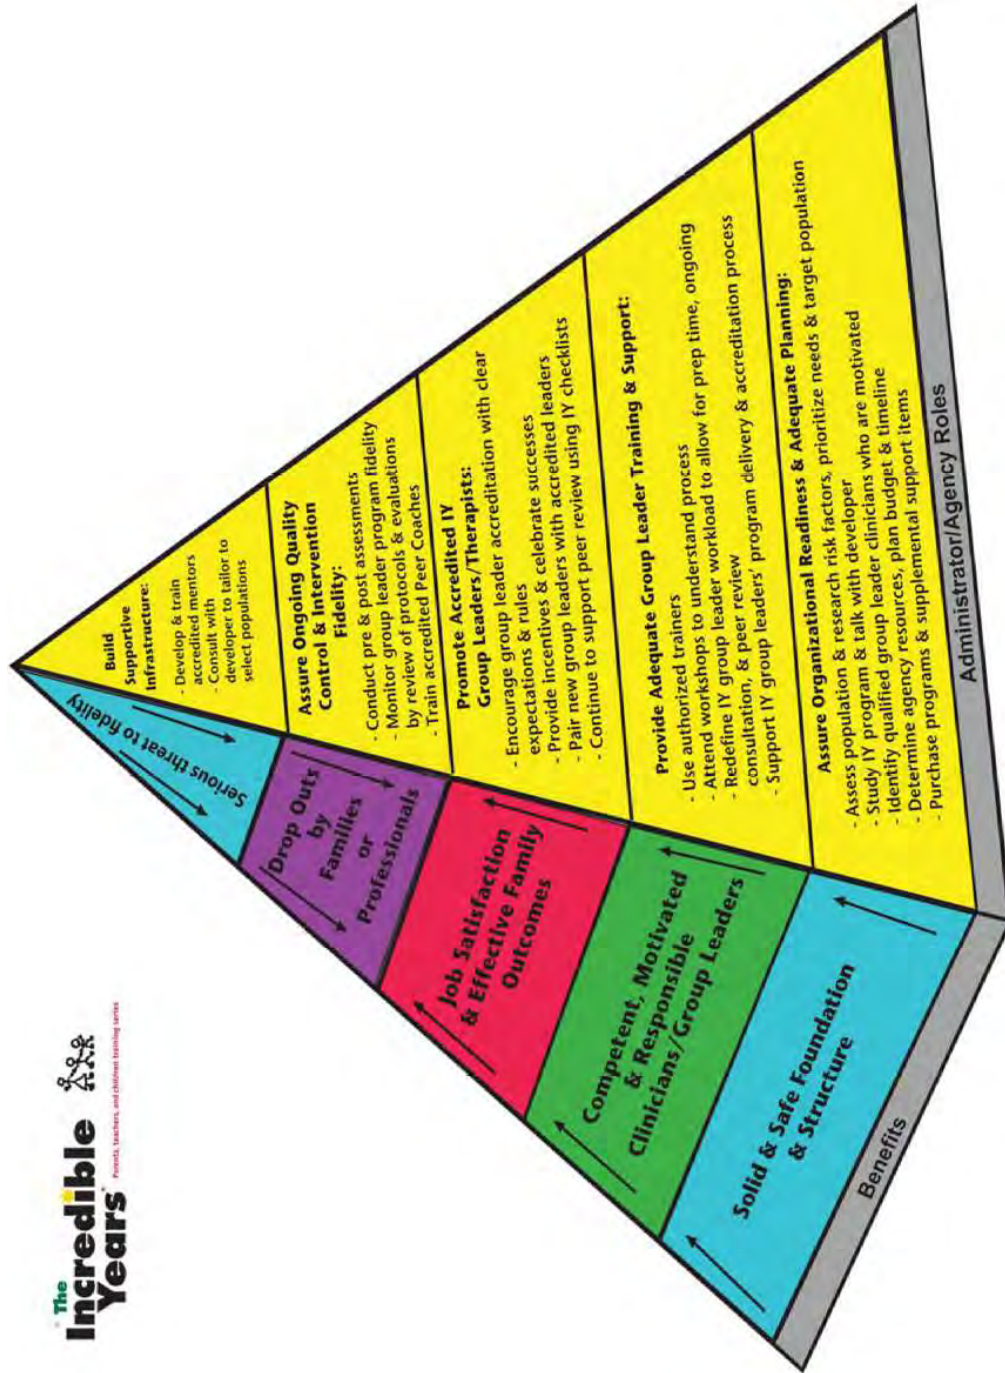 The
Incredible
Years
Parents, teachers, and children training series
Serious threat to fidelity
Drop Outs
by
Families
or
Professionals
Job Satisfaction
& Effective Family
Outcomes
Competent, Motivated
& Responsible
Clinicians/Group Leaders
Solid & Safe Foundation
& Structure
Benefits
Build
Supportive
Infrastructure:
- Develop & train
accredited mentors
- Consult with
developer to tailor to
select populations
Assure Ongoing Quality
Control & Intervention
Fidelity:
- Conduct pre & post assessments
- Monitor group leader program fidelity
by review of protocols & evaluations
- Train accredited Peer Coaches
Promote Accredited IY
Group Leaders/Therapists:
- Encourage group leader accreditation with clear
expectations & rules
- Provide incentives & celebrate successes
- Pair new group leaders with accredited leaders
- Continue to support peer review using IY checklists
Provide Adequate Group Leader Training & Support:
- Use authorized trainers
- Attend workshops to understand process
- Redefine IY group leader workload to allow for prep time, ongoing
consultation, & peer review
- Support IY group leaders' program delivery & accreditation process
Assure Organizational Readiness & Adequate Planning:
- Assess population & research risk factors, prioritize needs & target population
- Study IY program & talk with developer
- Identify qualified group leader clinicians who are motivated
- Determine agency resources, plan budget & timeline
- Purchase programs & supplemental support items
Administrator/Agency Roles